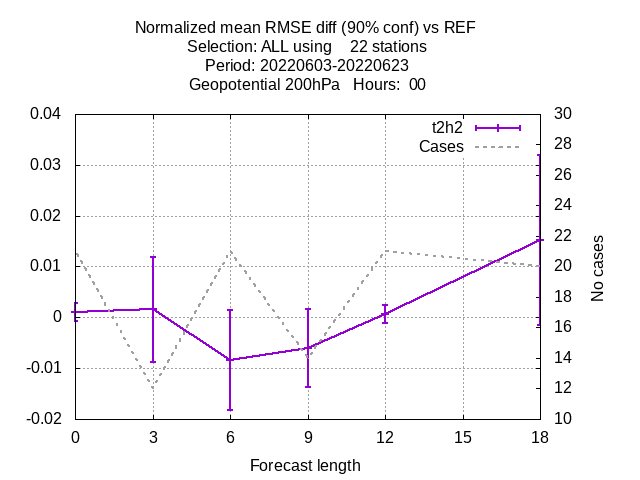 Normalized mean RMSE diff (90% conf) vs REF
Selection: ALL using    22 stations
Period: 20220603-20220623
Geopotential 200hPa   Hours:  00
0.04
0.03
0.02
0.01
0
-0.01
-0.02
t2h2
Cases
30
28
26
24
22
20
18
16
14
12
10
No cases
0 3 6 9 12 15 18
Forecast length